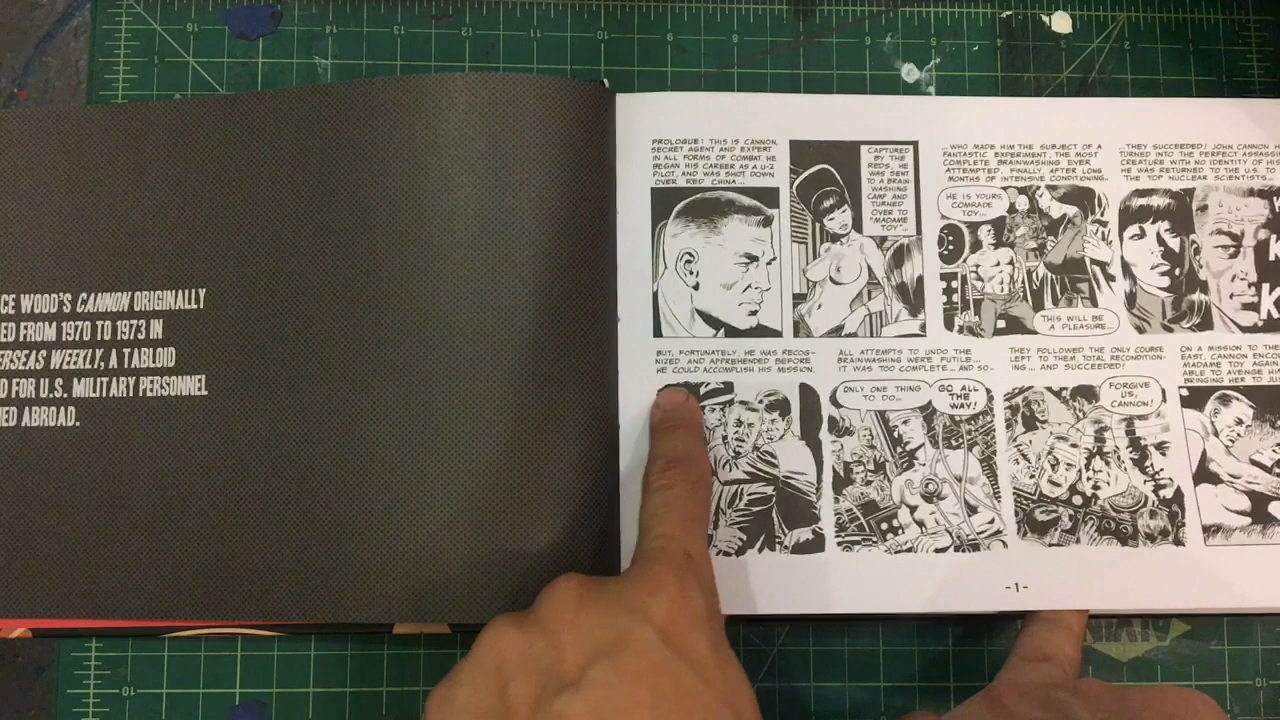 CE WOOD'S CANNON ORIGINALLY
ED FROM 1970 TO 1973 IN
ERSEAS WEEKLY, A TABLOID
D FOR U.S. MILITARY PERSONNEL
NED ABROAD.
PROLOGUE: THIS IS CANNON,
SECRET AGENT AND EXPERT
IN ALL FORMS OF COMBAT. HE
BEGAN HIS CAREER AS A U-2
PILOT, AND WAS SHOT DOWN
OVER RED CHINA...
CAPTURED
BY THE
REDS, HE
WAS SENT
TO A BRAIN-
WASHING
CAMP AND
TURNED
OVER TO
"MADAME
TOY"...
...WHO MADE HIM THE SUBJECT OF A
FANTASTIC EXPERIMENT, THE MOST
COMPLETE BRAINWASHING EVER
ATTEMPTED. FINALLY, AFTER LONG
MONTHS OF INTENSIVE CONDITIONING...
HE IS YOURS,
COMRADE
TOY...
THIS WILL BE
A PLEASURE...
...THEY SUCCEEDED! JOHN CANNON H
TURNED INTO THE PERFECT ASSASSI
CREATURE WITH NO IDENTITY OF HIS
HE WAS RETURNED TO THE U.S. TO
THE TOP NUCLEAR SCIENTISTS...
K
K
BUT, FORTUNATELY, HE WAS RECOG-
NIZED AND APPREHENDED BEFORE
HE COULD ACCOMPLISH HIS MISSION.
ALL ATTEMPTS TO UNDO THE
BRAINWASHING WERE FUTILE...
IT WAS TOO COMPLETE... AND SO...
ONLY ONE THING
TO DO...
GO ALL
THE WAY!
THEY FOLLOWED THE ONLY COURSE
LEFT TO THEM, TOTAL RECONDITION-
ING... AND SUCCEEDED!
FORGIVE
US,
CANNON!
ON A MISSION TO THE
EAST, CANNON ENCO
MADAME TOY AGAIN
ABLE TO AVENGE HI
BRINGING HER TO JU
-1-